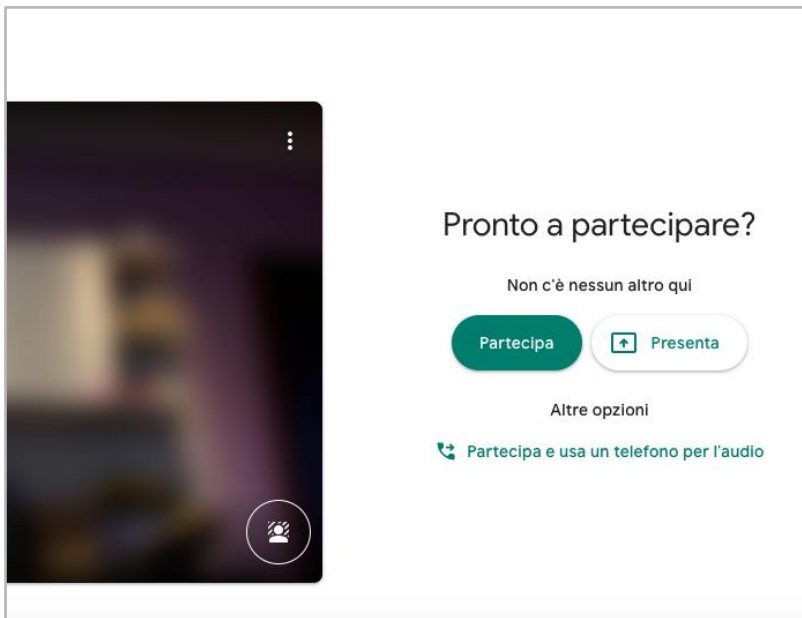 Pronto a partecipare?
Non c'è nessun altro qui
Partecipa
Presenta
Altre opzioni
Partecipa e usa un telefono per l'audio